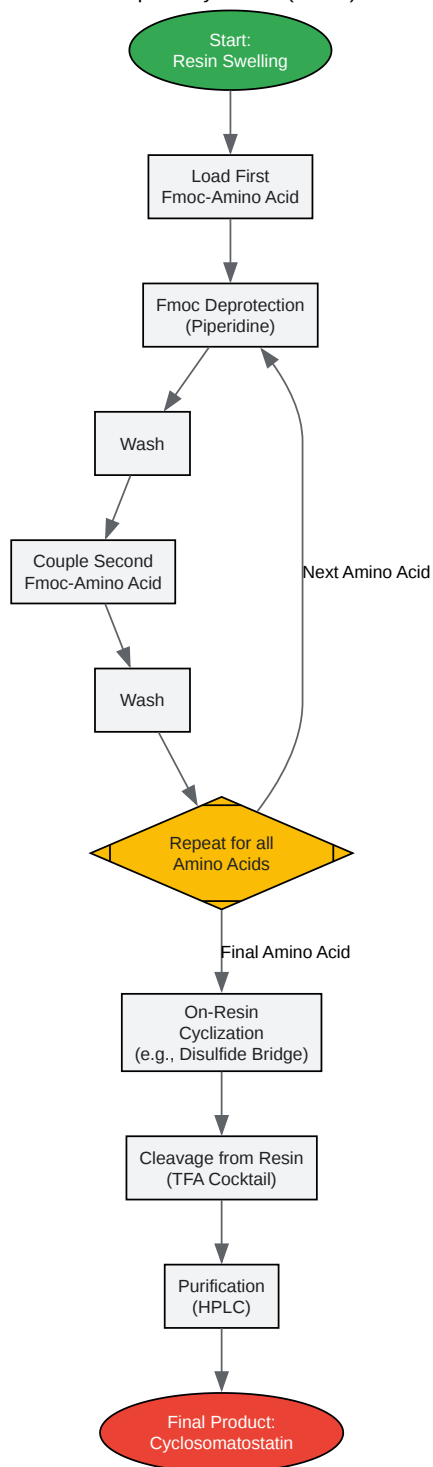 Start:
Resin Swelling
Load First
Fmoc-Amino Acid
Fmoc Deprotection
(Piperidine)
Wash
Couple Second
Fmoc-Amino Acid
Next Amino Acid
Wash
Repeat for all
Amino Acids
Final Amino Acid
On-Resin
Cyclization
(e.g., Disulfide Bridge)
Cleavage from Resin
(TFA Cocktail)
Purification
(HPLC)
Final Product:
Cyclosomatostatin